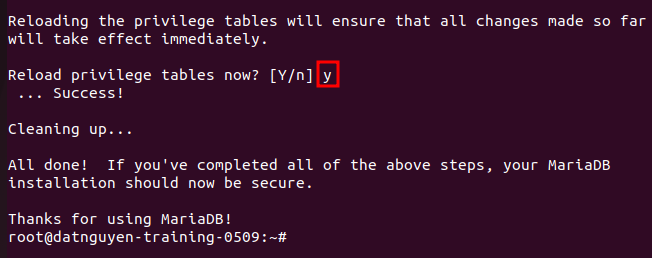 Reloading the privilege tables will ensure that all changes made so far
will take effect immediately.
Reload privilege tables now? [Y/n] y
... Success!
Cleaning up...
All done!  If you've completed all of the above steps, your MariaDB
installation should now be secure.
Thanks for using MariaDB!
root@datnguyen-training-0509:~#